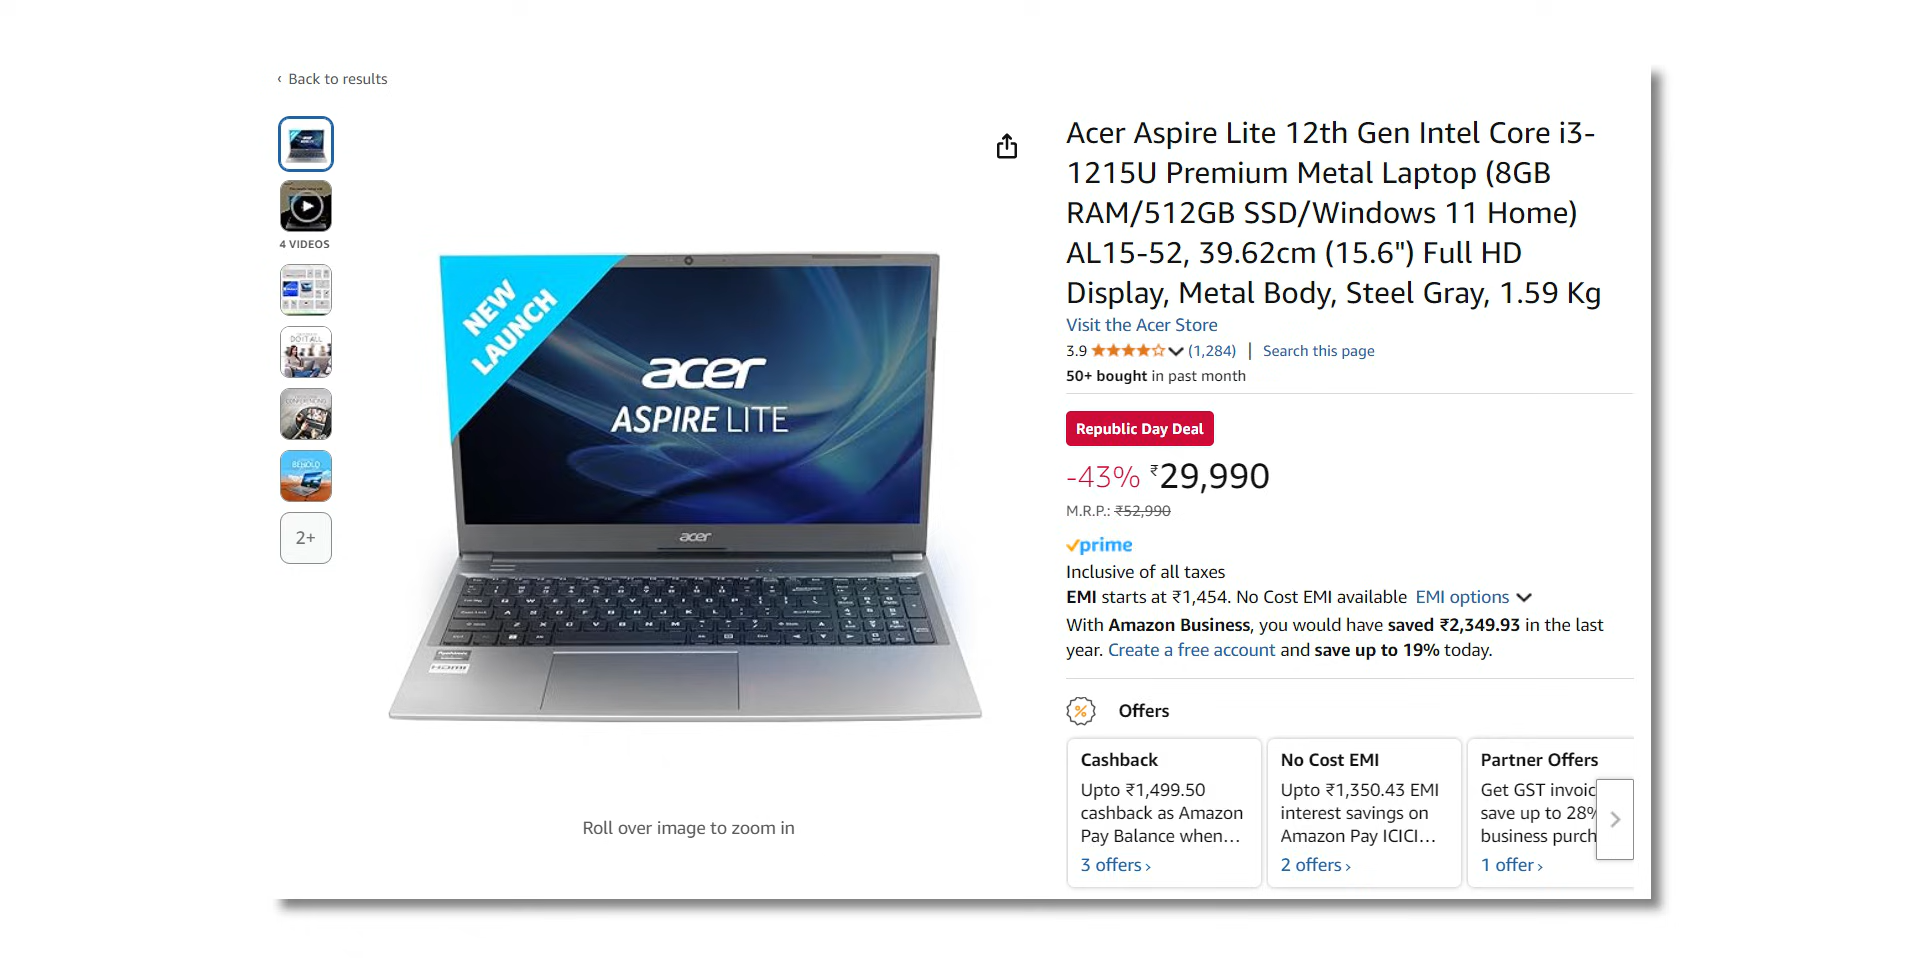 ‹ Back to results
4 VIDEOS
DO IT ALL
CONFERENCING
BEHOLD
2+
NEW
LAUNCH
acer
ASPIRE LITE
acer
HDMI
Roll over image to zoom in
Acer Aspire Lite 12th Gen Intel Core i3-
1215U Premium Metal Laptop (8GB
RAM/512GB SSD/Windows 11 Home)
AL15-52, 39.62cm (15.6") Full HD
Display, Metal Body, Steel Gray, 1.59 Kg
Visit the Acer Store
3.9 (1,284) | Search this page
50+ bought in past month
Republic Day Deal
-43% ₹29,990
M.R.P.: ₹52,990
prime
Inclusive of all taxes
EMI starts at ₹1,454. No Cost EMI available EMI options
With Amazon Business, you would have saved ₹2,349.93 in the last
year. Create a free account and save up to 19% today.
% Offers
Cashback
Upto ₹1,499.50
cashback as Amazon
Pay Balance when...
3 offers ›
No Cost EMI
Upto ₹1,350.43 EMI
interest savings on
Amazon Pay ICICI...
2 offers ›
Partner Offers
Get GST invoic
save up to 28%
business purch
1 offer ›